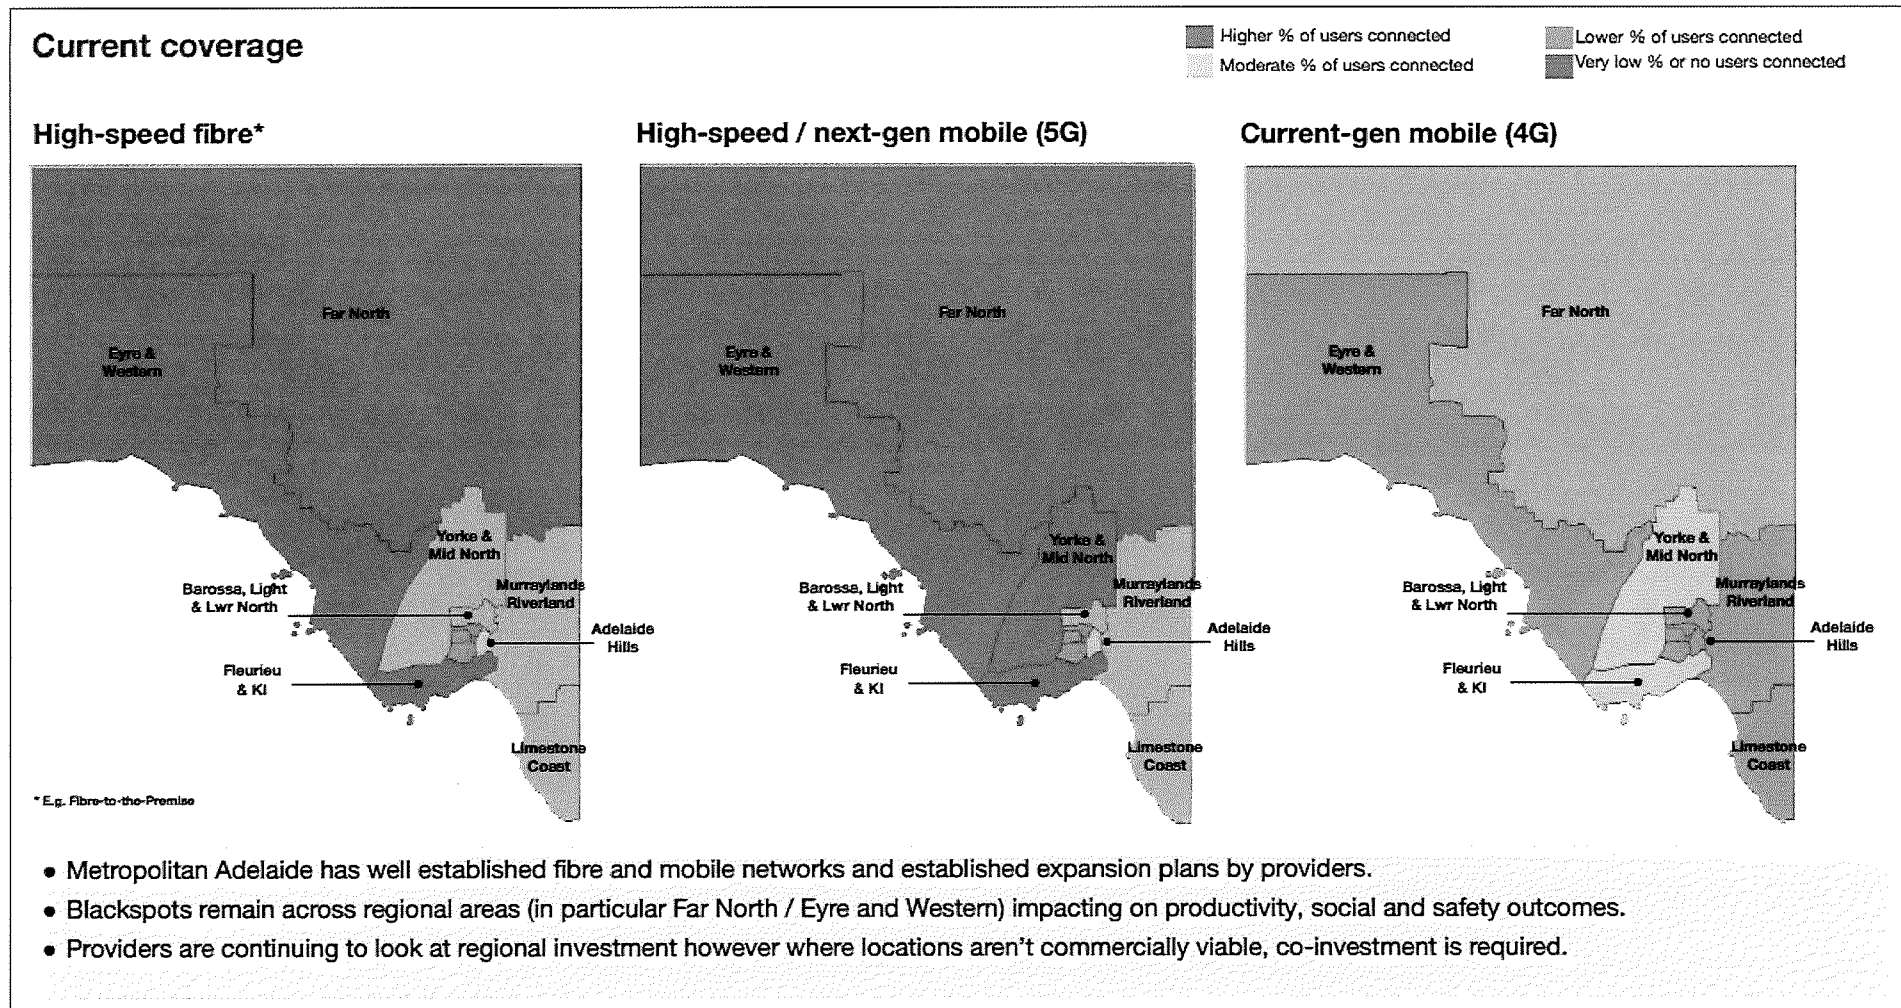 Current coverage
Higher % of users connected
Moderate % of users connected
Lower % of users connected
Very low % or no users connected
High-speed fibre*
Far North
Eyre &
Western
Yorke &
Mid North
Barossa, Light
& Lwr North
Murraylands
Riverland
Adelaide
Hills
Fleurieu
& KI
Limestone
Coast
* E.g. Fibre-to-the-Premise
High-speed / next-gen mobile (5G)
Far North
Eyre &
Western
Yorke &
Mid North
Barossa, Light
& Lwr North
Murraylands
Riverland
Adelaide
Hills
Fleurieu
& KI
Limestone
Coast
Current-gen mobile (4G)
Far North
Eyre &
Western
Yorke &
Mid North
Barossa, Light
& Lwr North
Murraylands
Riverland
Adelaide
Hills
Fleurieu
& KI
Limestone
Coast
• Metropolitan Adelaide has well established fibre and mobile networks and established expansion plans by providers.
• Blackspots remain across regional areas (in particular Far North / Eyre and Western) impacting on productivity, social and safety outcomes.
• Providers are continuing to look at regional investment however where locations aren't commercially viable, co-investment is required.